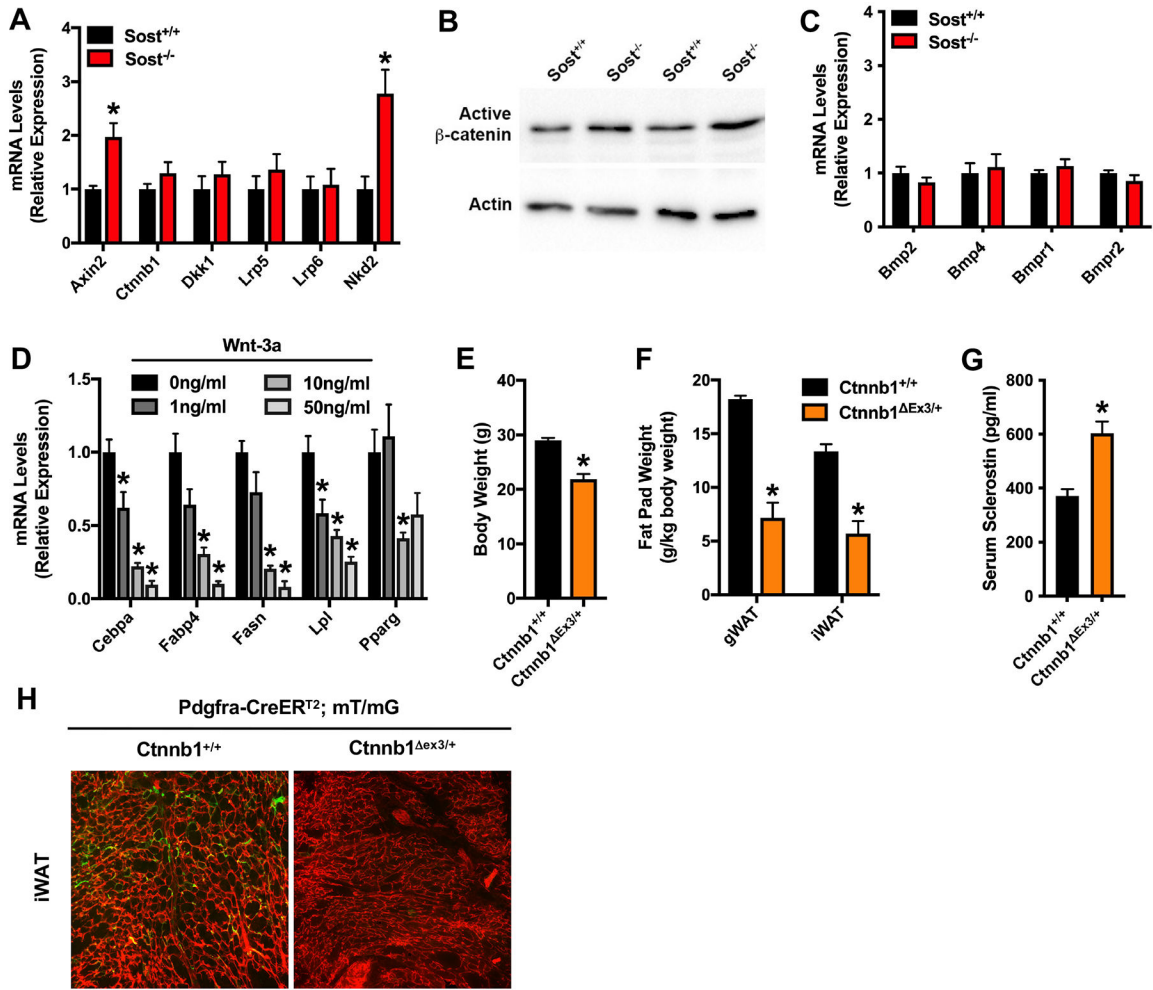 A
mRNA Levels
(Relative Expression)
4
3
2
1
0
Sost+/+
Sost-/-
*
*
Axin2
Ctnnb1
Dkk1
Lrp5
Lrp6
Nkd2
B
Sost+/+
Sost-/-
Sost+/+
Sost-/-
Active
β-catenin
Actin
C
mRNA Levels
(Relative Expression)
4
3
2
1
0
Sost+/+
Sost-/-
Bmp2
Bmp4
Bmpr1
Bmpr2
D
Wnt-3a
mRNA Levels
(Relative Expression)
1.5
1.0
0.5
0.0
0ng/ml
10ng/ml
1ng/ml
50ng/ml
*
*
*
*
*
*
*
*
*
*
*
Cebpa
Fabp4
Fasn
Lpl
Pparg
E
Body Weight (g)
40
30
20
10
0
*
Ctnnb1+/+
Ctnnb1ΔEx3/+
F
Fat Pad Weight
(g/kg body weight)
20
15
10
5
0
Ctnnb1+/+
Ctnnb1ΔEx3/+
*
*
gWAT
iWAT
G
Serum Sclerostin (pg/ml)
800
600
400
200
0
*
Ctnnb1+/+
Ctnnb1ΔEx3/+
H
Pdgfra-CreERT2; mT/mG
Ctnnb1+/+
Ctnnb1Δex3/+
iWAT